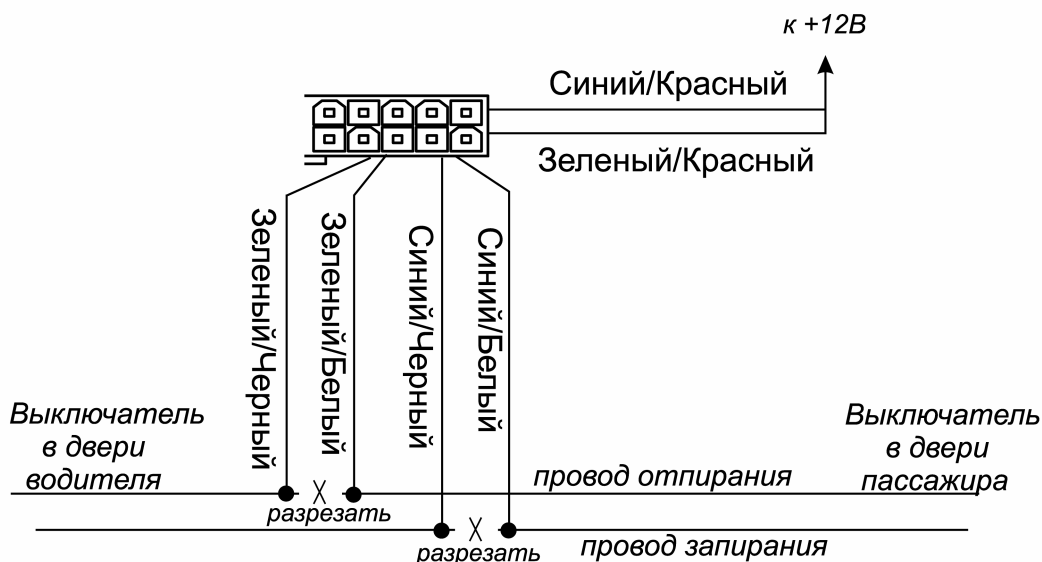 к +12В
Синий/Красный
Зеленый/Красный
Зеленый/Черный
Зеленый/Белый
Синий/Черный
Синий/Белый
Выключатель
в двери
водителя
Выключатель
в двери
пассажира
провод отпирания
разрезать
провод запирания
разрезать